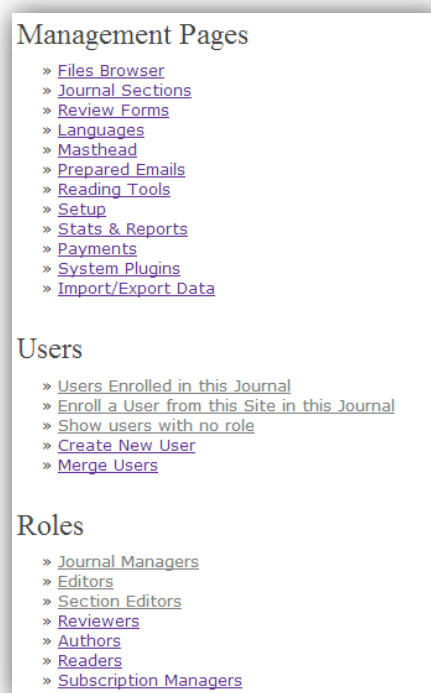 Management Pages
» Files Browser
» Journal Sections
» Review Forms
» Languages
» Masthead
» Prepared Emails
» Reading Tools
» Setup
» Stats & Reports
» Payments
» System Plugins
» Import/Export Data
Users
» Users Enrolled in this Journal
» Enroll a User from this Site in this Journal
» Show users with no role
» Create New User
» Merge Users
Roles
» Journal Managers
» Editors
» Section Editors
» Reviewers
» Authors
» Readers
» Subscription Managers